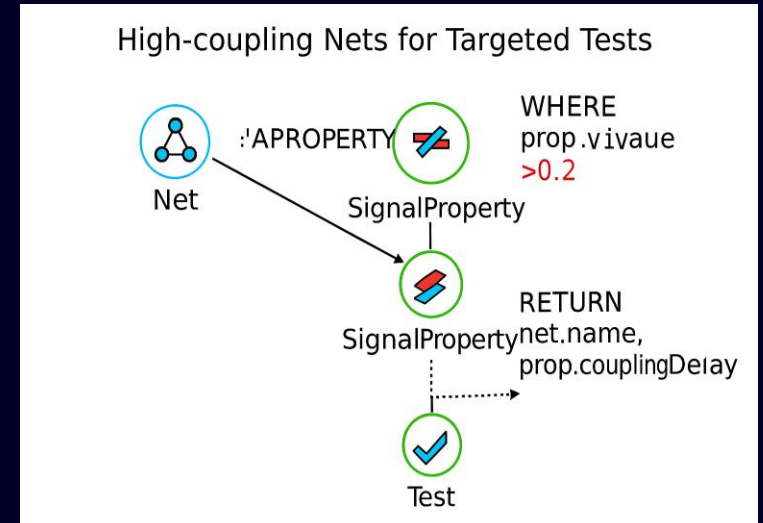 High-coupling Nets for Targeted Tests
:'APROPERTY
WHERE
prop.vivaue
>0.2
Net
SignalProperty
SignalProperty
RETURN
net.name,
prop.couplingDelay
Test